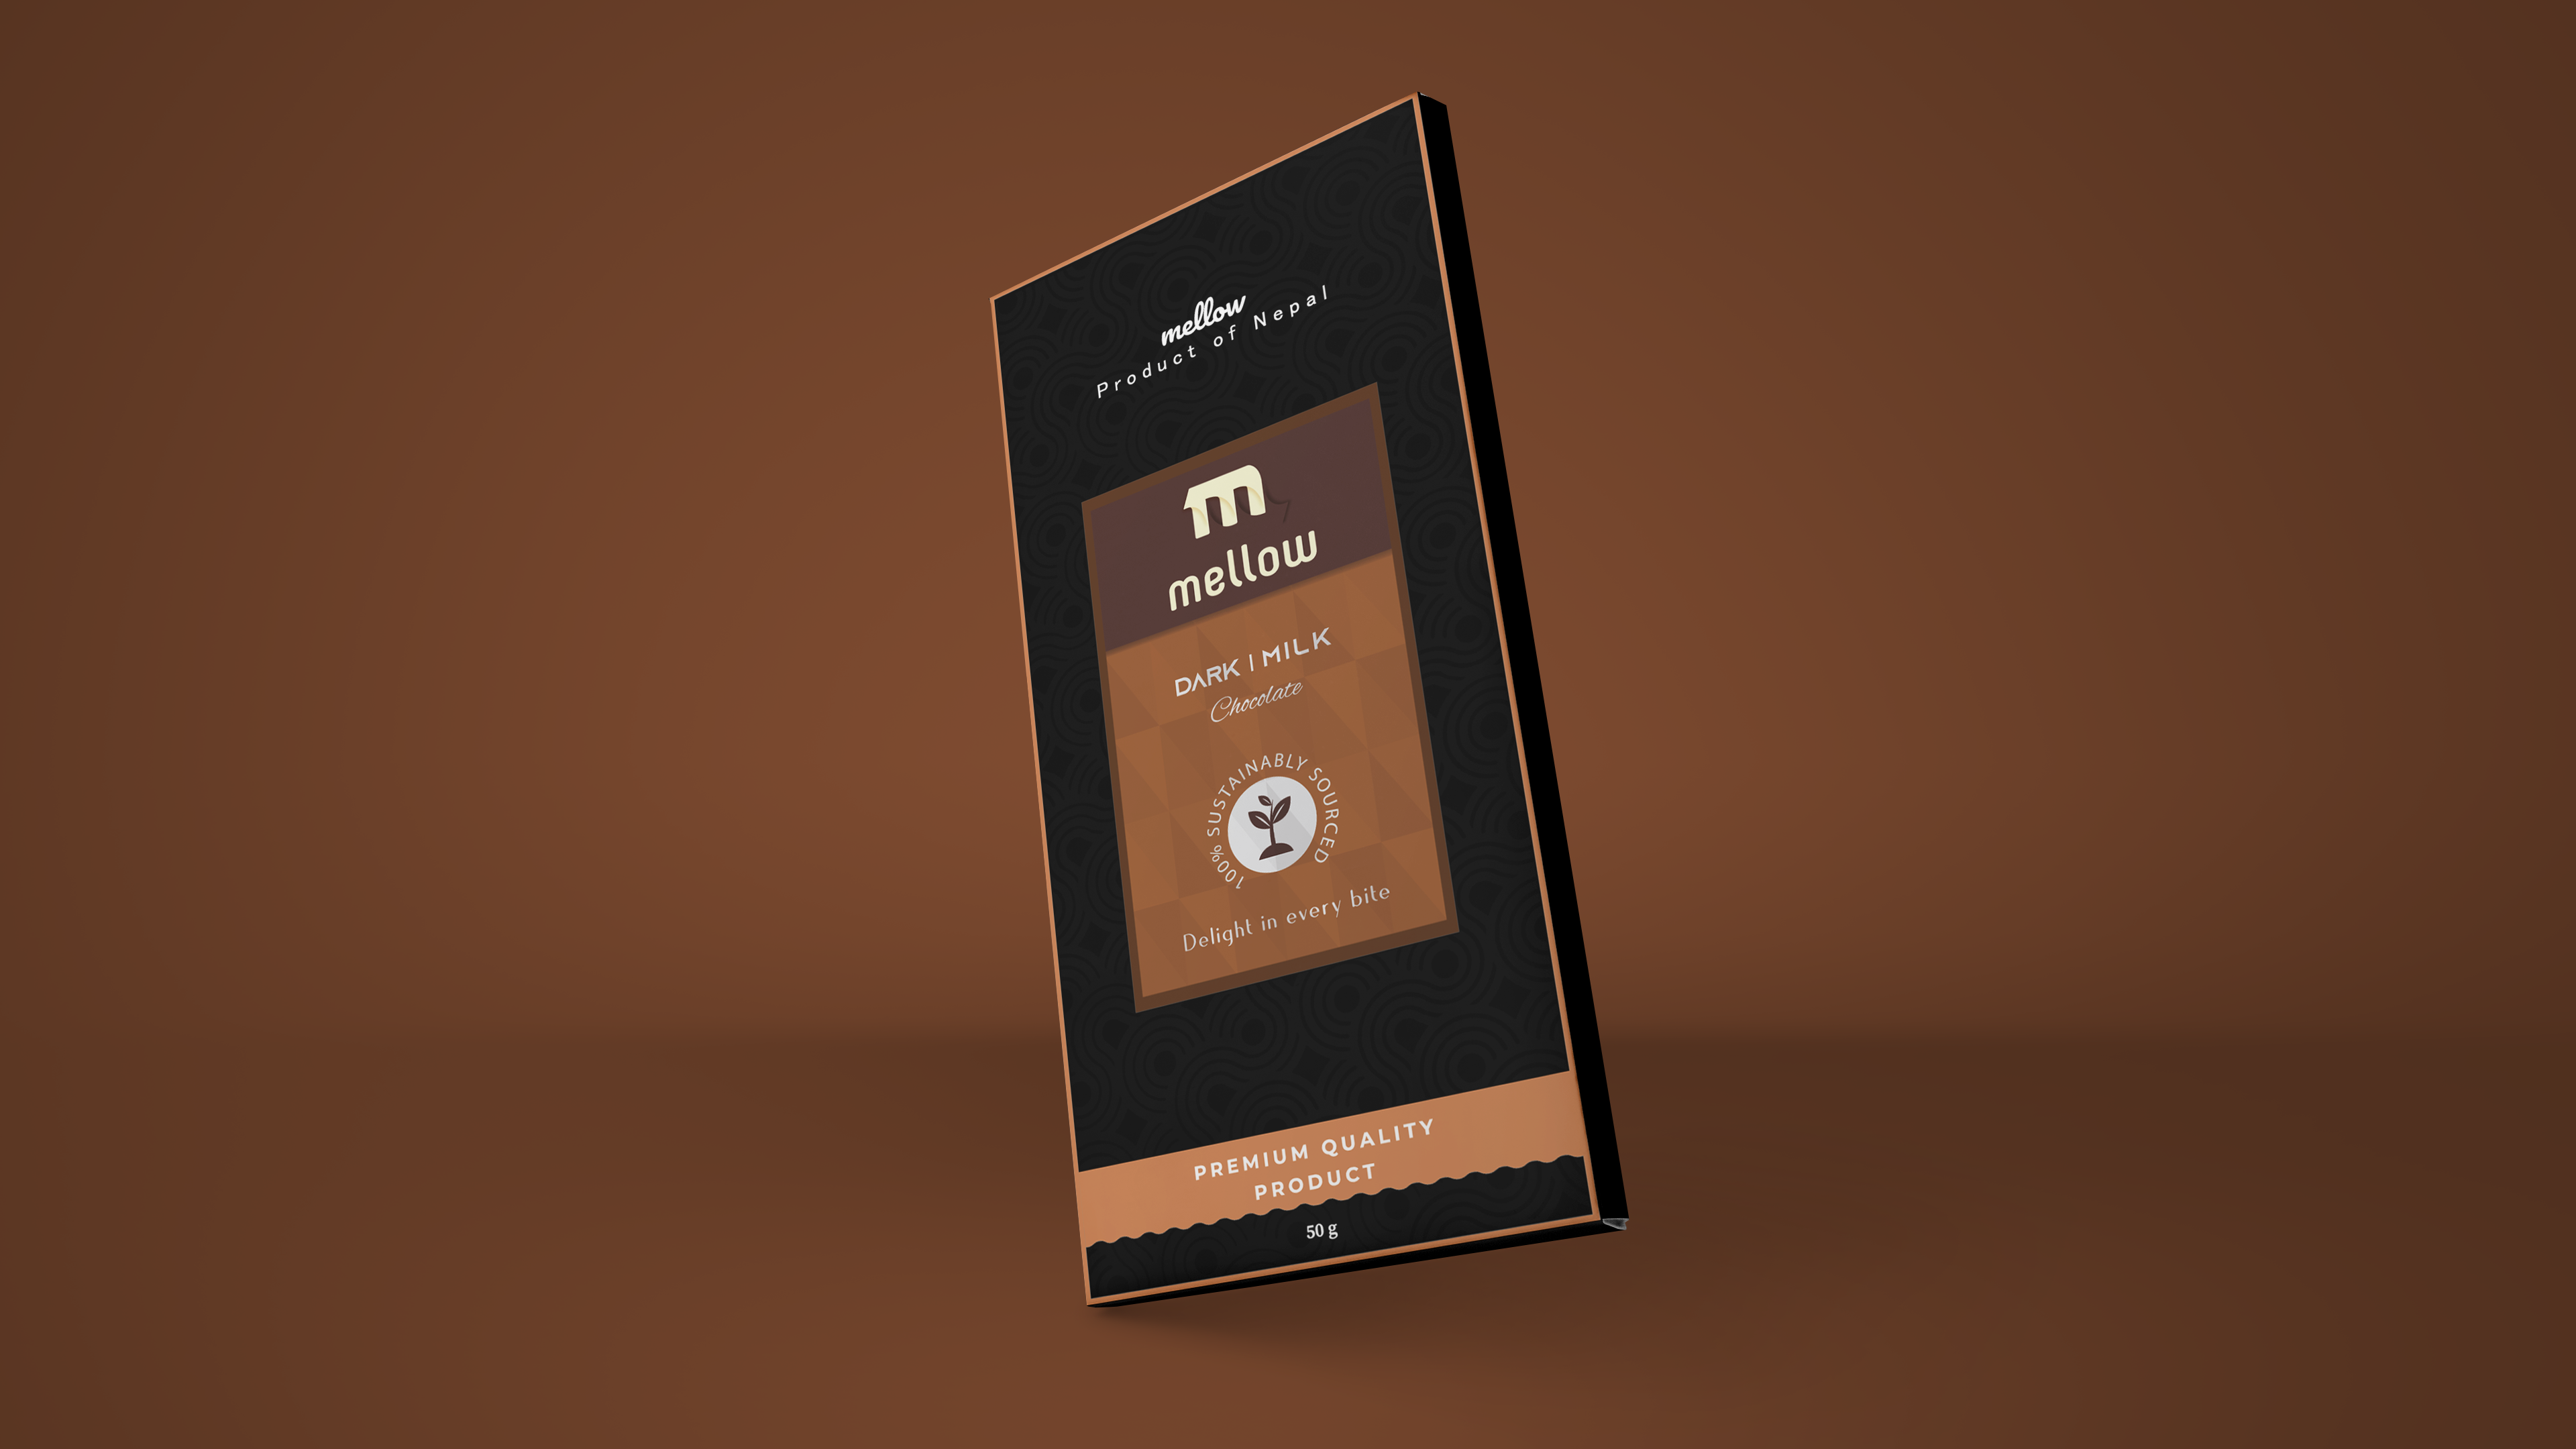 mellow
Product of Nepal
m
mellow
DARK | MILK
Chocolate
100% SUSTAINABLY SOURCED
Delight in every bite
PREMIUM QUALITY
PRODUCT
50 g